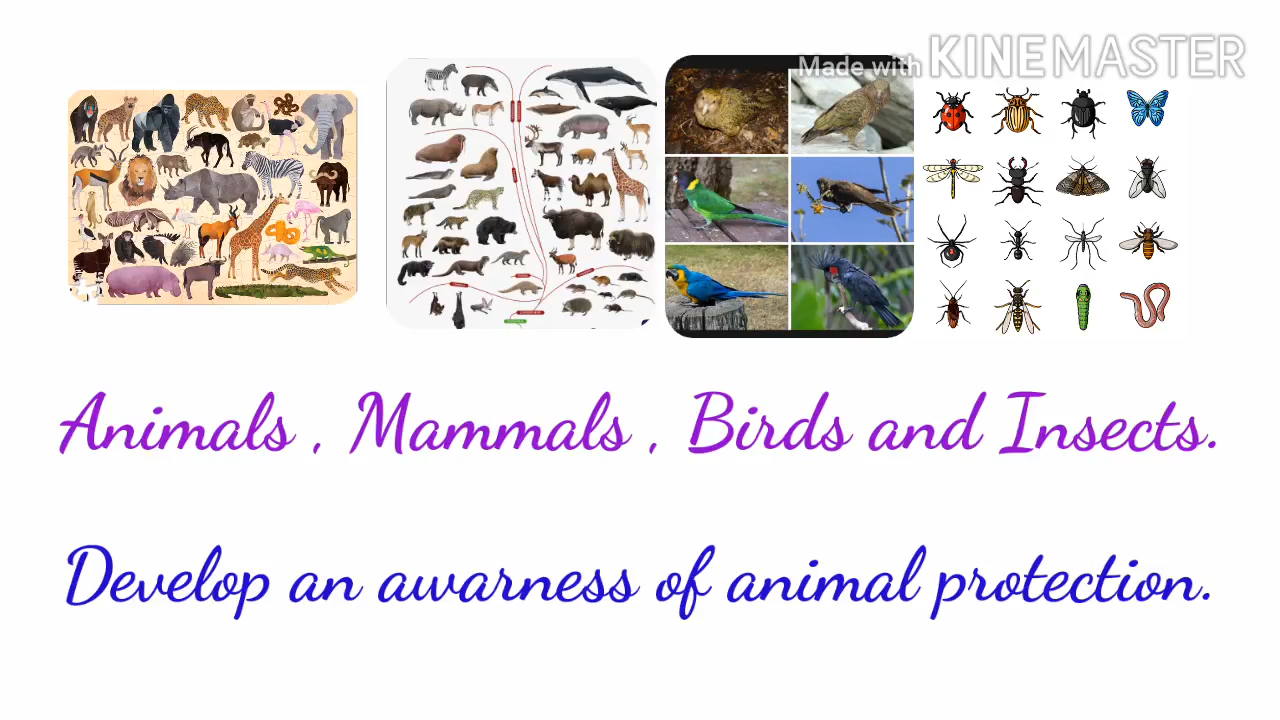 Made with KINEMASTER
Animals , Mammals , Birds and Insects.
Develop an awarness of animal protection.